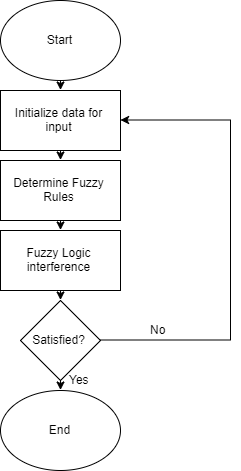 Start
Initialize data for
input
Determine Fuzzy
Rules
Fuzzy Logic
interference
Satisfied?
No
Yes
End